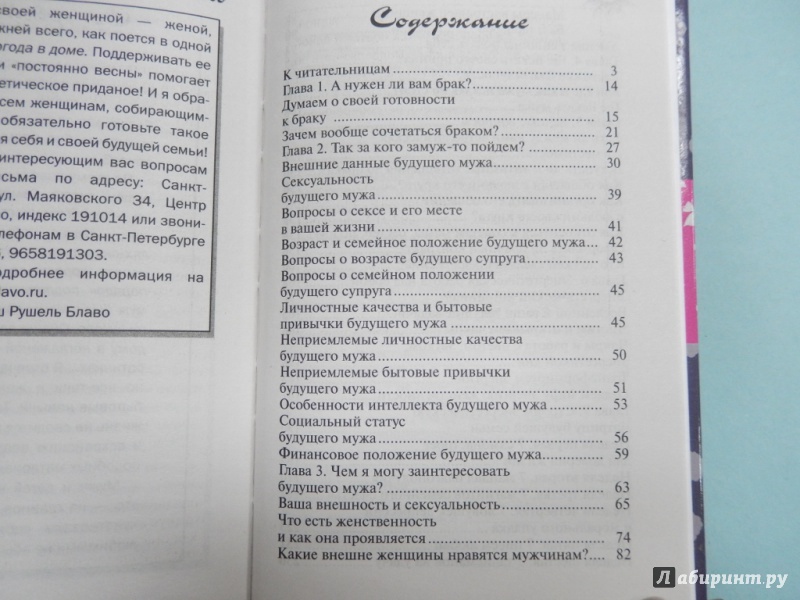 своей женщиной — женой,
жней всего, как поется в одной
огода в доме. Поддерживать ее
и «постоянно весны» помогает
етическое приданое! И я обра-
сем женщинам, собирающим-
обязательно готовьте такое
я себя и своей будущей семьи!
интересующим вас вопросам
исьма по адресу: Санкт-
ул. Маяковского 34, Центр
о, индекс 191014 или звони-
елефонам в Санкт-Петербурге
, 9658191303.
одробнее информация на
lavo.ru.
ш Рушель Блаво
Содержание
К читательницам 3
Глава 1. А нужен ли вам брак? 14
Думаем о своей готовности
к браку 15
Зачем вообще сочетаться браком? 21
Глава 2. Так за кого замуж-то пойдем? 27
Внешние данные будущего мужа 30
Сексуальность
будущего мужа 39
Вопросы о сексе и его месте
в вашей жизни 41
Возраст и семейное положение будущего мужа 42
Вопросы о возрасте будущего супруга 43
Вопросы о семейном положении
будущего супруга 45
Личностные качества и бытовые
привычки будущего мужа 45
Неприемлемые личностные качества
будущего мужа 50
Неприемлемые бытовые привычки
будущего мужа 51
Особенности интеллекта будущего мужа 53
Социальный статус
будущего мужа 56
Финансовое положение будущего мужа 59
Глава 3. Чем я могу заинтересовать
будущего мужа? 63
Ваша внешность и сексуальность 65
Что есть женственность
и как она проявляется 74
Какие внешне женщины нравятся мужчинам? 82
Лабиринт.ру